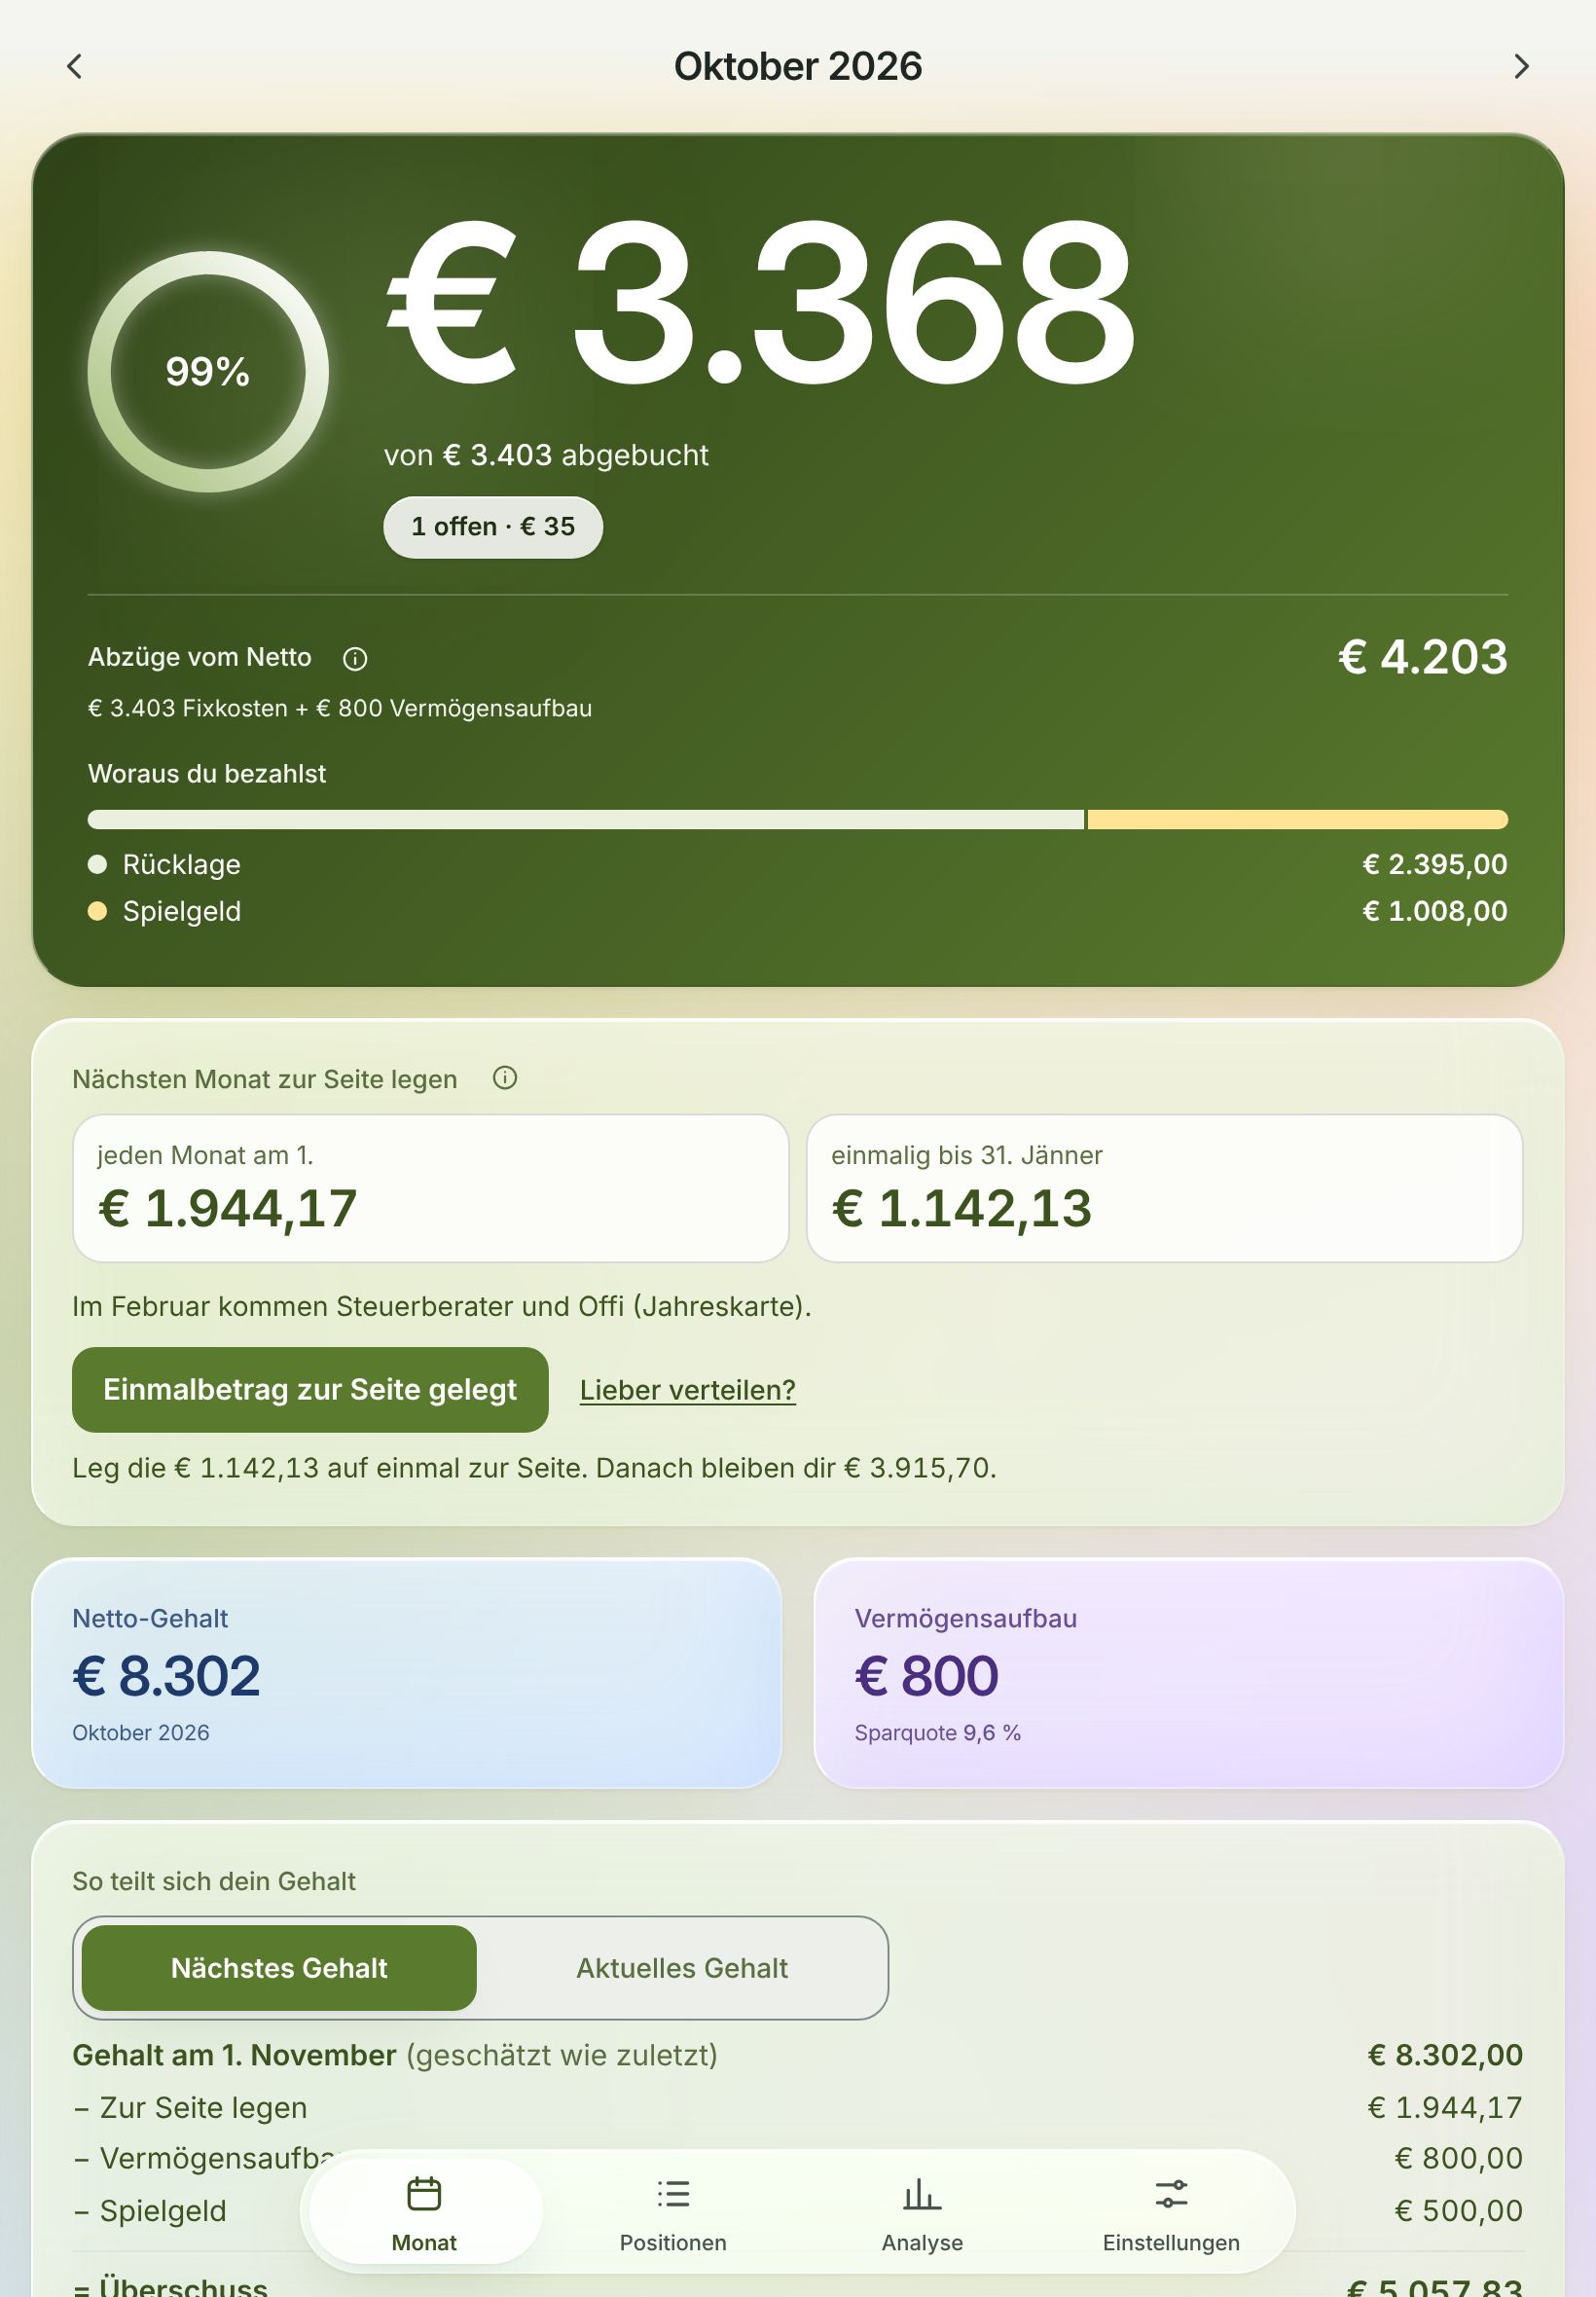 Oktober 2026
99%
€ 3.368
von € 3.403 abgebucht
1 offen · € 35
Abzüge vom Netto
€ 4.203
€ 3.403 Fixkosten + € 800 Vermögensaufbau
Woraus du bezahlst
Rücklage € 2.395,00
Spielgeld € 1.008,00
Nächsten Monat zur Seite legen
jeden Monat am 1.
€ 1.944,17
einmalig bis 31. Jänner
€ 1.142,13
Im Februar kommen Steuerberater und Offi (Jahreskarte).
Einmalbetrag zur Seite gelegt
Lieber verteilen?
Leg die € 1.142,13 auf einmal zur Seite. Danach bleiben dir € 3.915,70.
Netto-Gehalt
€ 8.302
Oktober 2026
Vermögensaufbau
€ 800
Sparquote 9,6 %
So teilt sich dein Gehalt
Nächstes Gehalt
Aktuelles Gehalt
Gehalt am 1. November (geschätzt wie zuletzt) € 8.302,00
– Zur Seite legen € 1.944,17
– Vermögensaufba € 800,00
– Spielgeld € 500,00
= Überschuss € 5.057,83
Monat
Positionen
Analyse
Einstellungen